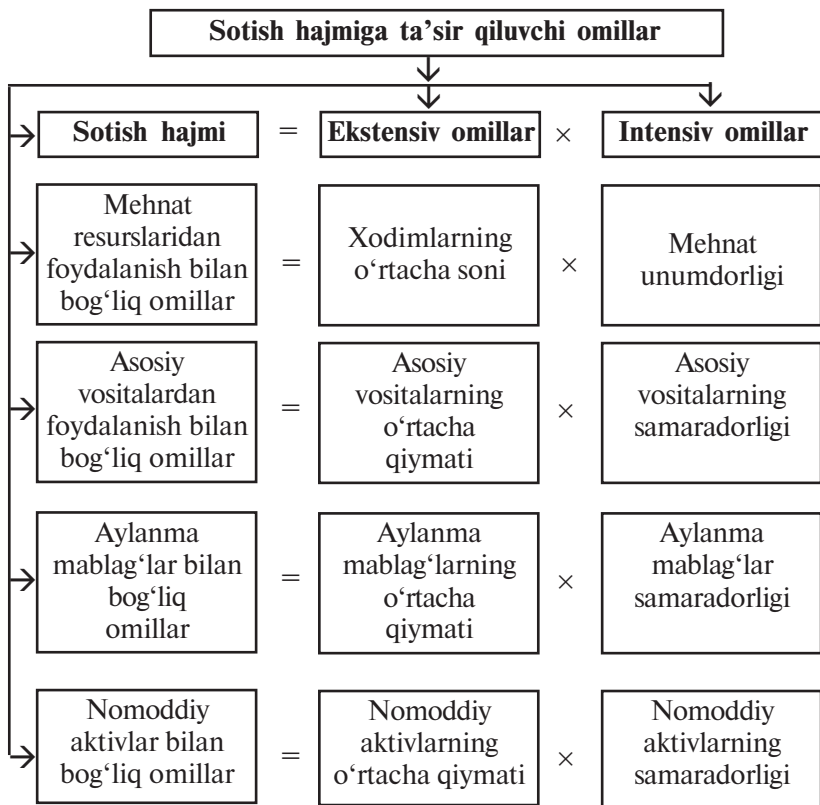 Sotish hajmiga ta’sir qiluvchi omillar
Sotish hajmi = Ekstensiv omillar × Intensiv omillar
Mehnat
resurslaridan
foydalanish bilan
bog‘liq omillar
=
Xodimlarning
o‘rtacha soni
×
Mehnat
unumdorligi
Asosiy
vositalardan
foydalanish bilan
bog‘liq omillar
=
Asosiy
vositalarning
o‘rtacha
qiymati
×
Asosiy
vositalarning
samaradorligi
Aylanma
mablag‘lar bilan
bog‘liq
omillar
=
Aylanma
mablag‘larning
o‘rtacha
qiymati
×
Aylanma
mablag‘lar
samaradorligi
Nomoddiy
aktivlar bilan
bog‘liq omillar
=
Nomoddiy
aktivlarning
o‘rtacha qiymati
×
Nomoddiy
aktivlarning
samaradorligi